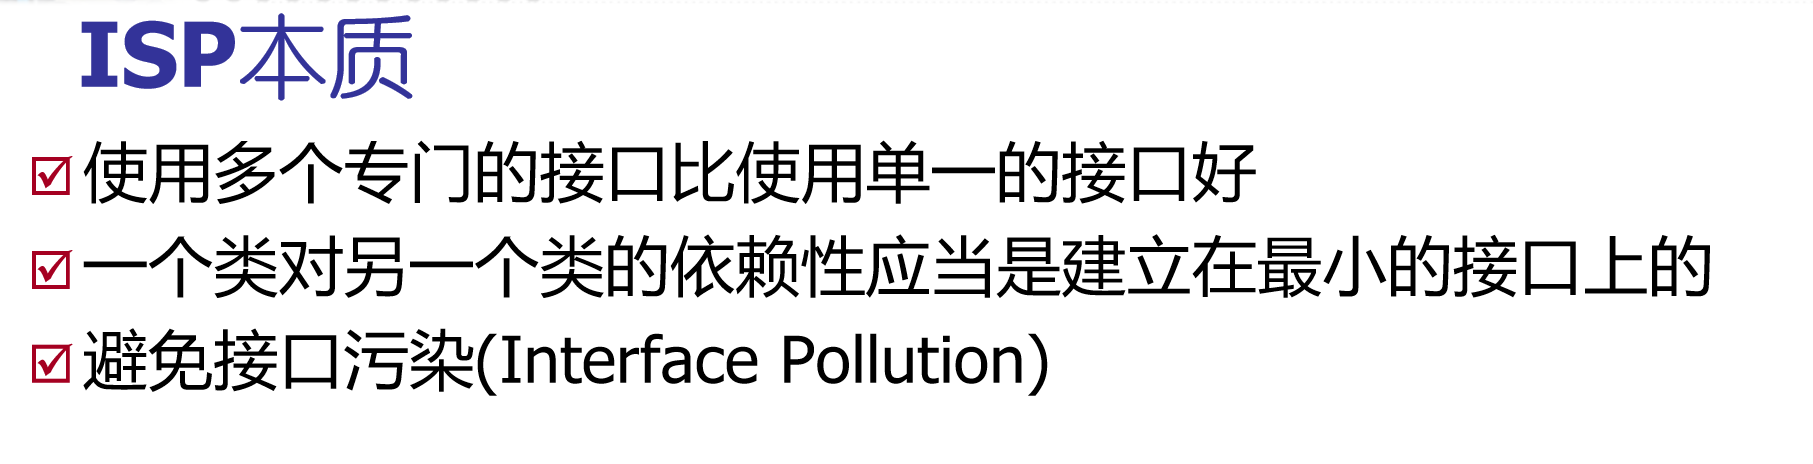 ISP本质
使用多个专门的接口比使用单一的接口好
一个类对另一个类的依赖性应当是建立在最小的接口上的
避免接口污染(Interface Pollution)